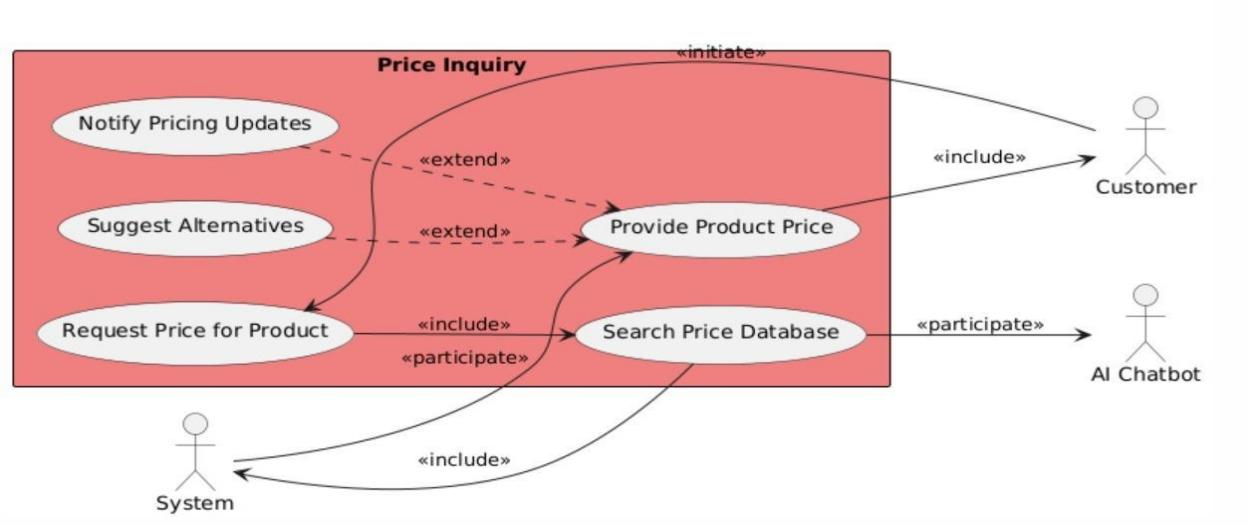 «initiate»
Price Inquiry
Notify Pricing Updates
«extend»
«include»
Customer
Suggest Alternatives
«extend»
Provide Product Price
Request Price for Product
«include»
Search Price Database
«participate»
«participate»
AI Chatbot
«include»
System